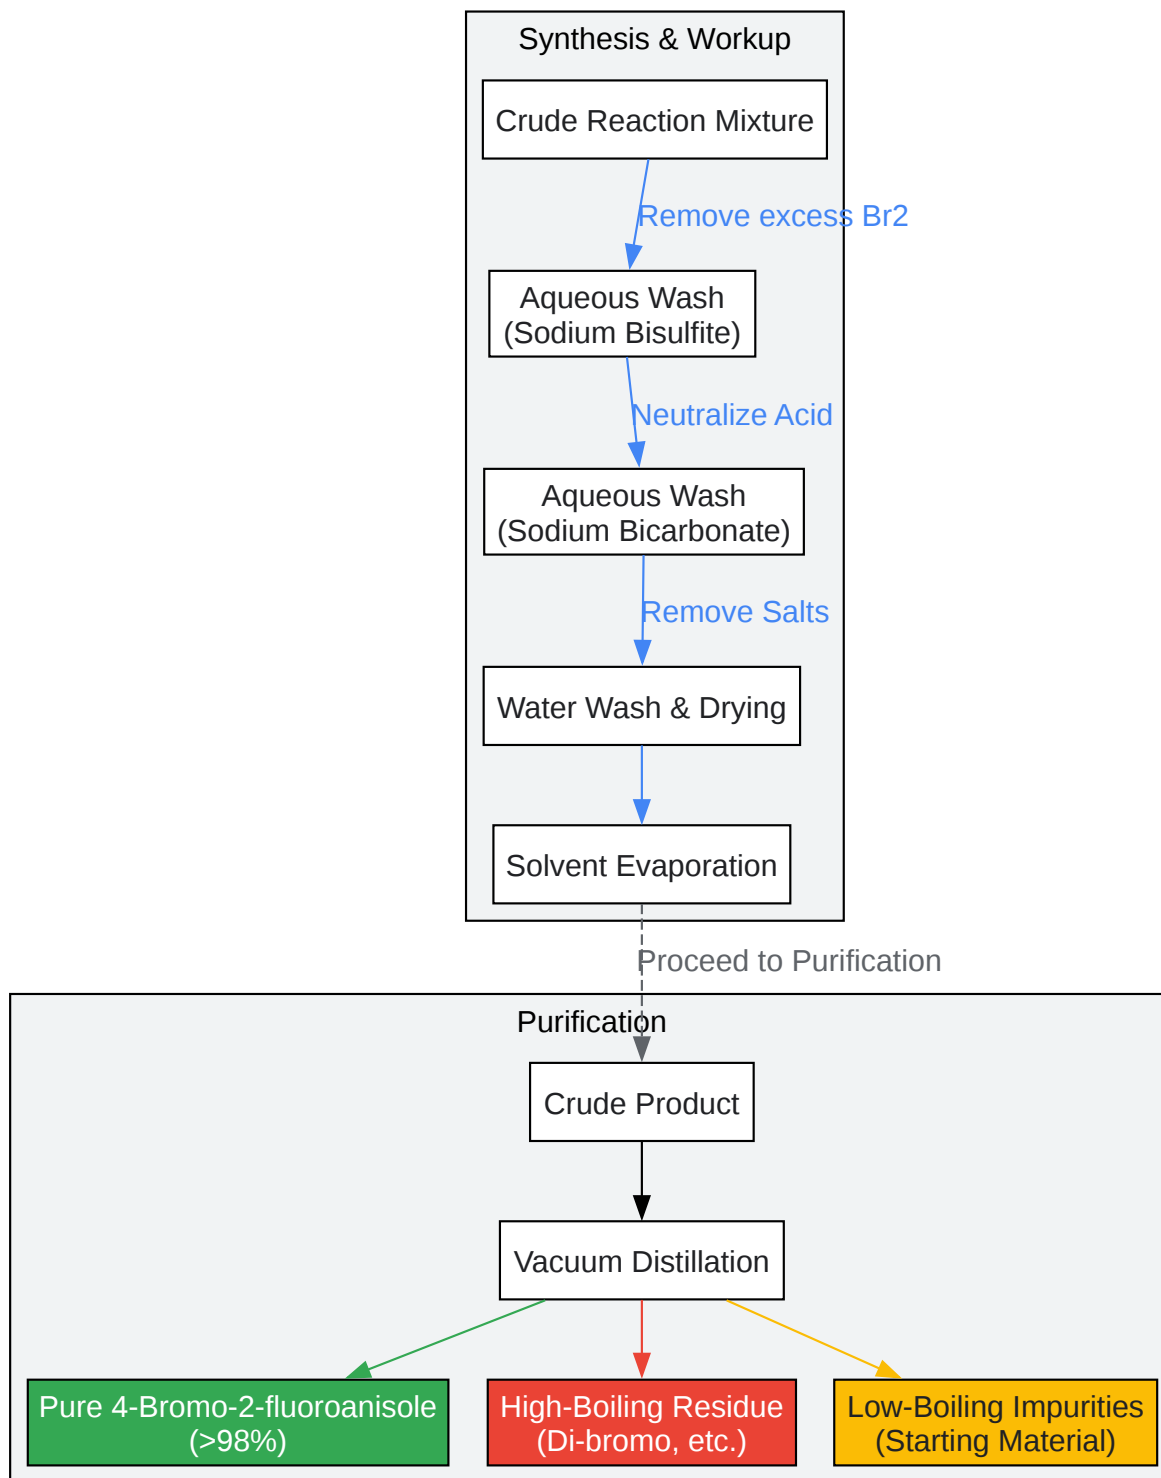 Synthesis & Workup
Crude Reaction Mixture
Remove excess Br2
Aqueous Wash
(Sodium Bisulfite)
Neutralize Acid
Aqueous Wash
(Sodium Bicarbonate)
Remove Salts
Water Wash & Drying
Solvent Evaporation
Proceed to Purification
Purification
Crude Product
Vacuum Distillation
Pure 4-Bromo-2-fluoroanisole
(>98%)
High-Boiling Residue
(Di-bromo, etc.)
Low-Boiling Impurities
(Starting Material)